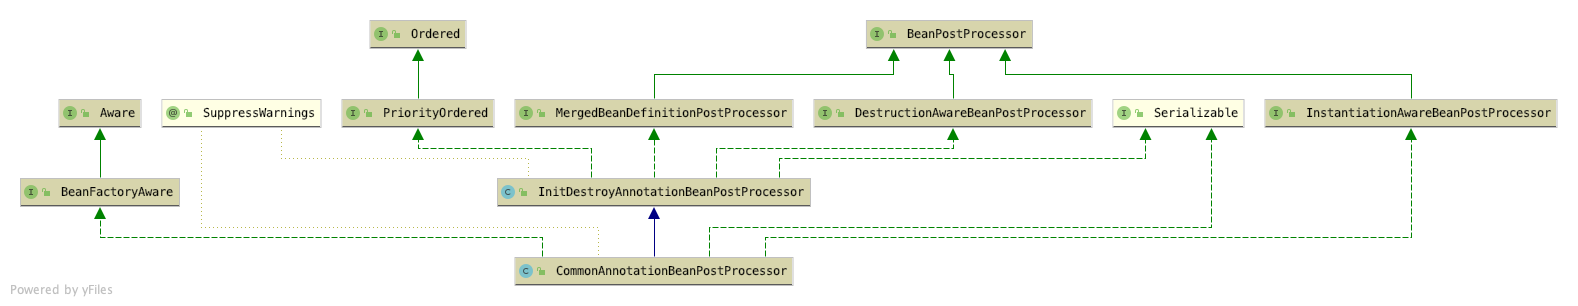 I Ordered
I BeanPostProcessor
I Aware
@ SuppressWarnings
I PriorityOrdered
I MergedBeanDefinitionPostProcessor
I DestructionAwareBeanPostProcessor
I Serializable
I InstantiationAwareBeanPostProcessor
I BeanFactoryAware
C InitDestroyAnnotationBeanPostProcessor
C CommonAnnotationBeanPostProcessor
Powered by yFiles